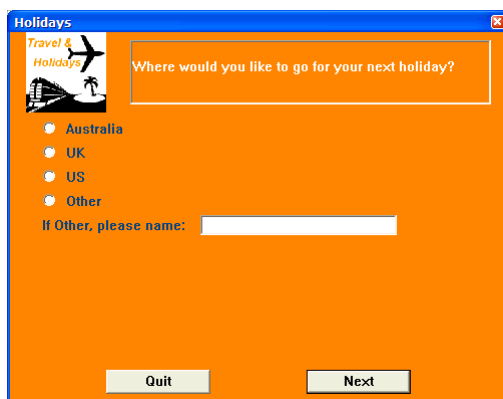 Holidays
Travel &
Holidays
Where would you like to go for your next holiday?
Australia
UK
US
Other
If Other, please name:
Quit
Next